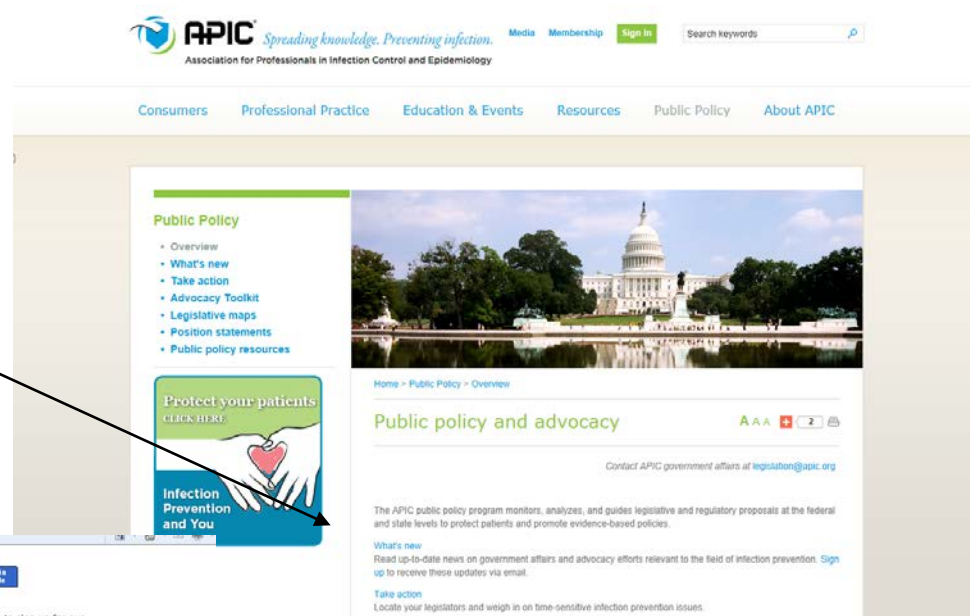 APIC Spreading knowledge. Preventing infection.
Association for Professionals in Infection Control and Epidemiology
Media Membership Sign In Search keywords
Consumers Professional Practice Education & Events Resources Public Policy About APIC
Public Policy
• Overview
• What's new
• Take action
• Advocacy Toolkit
• Legislative maps
• Position statements
• Public policy resources
Protect your patients
CLICK HERE
Infection
Prevention
and You
Home > Public Policy > Overview
Public policy and advocacy A A A + 2
Contact APIC government affairs at legislation@apic.org
The APIC public policy program monitors, analyzes, and guides legislative and regulatory proposals at the federal
and state levels to protect patients and promote evidence-based policies.
What's new
Read up-to-date news on government affairs and advocacy efforts relevant to the field of infection prevention. Sign
up to receive these updates via email.
Take action
Locate your legislators and weigh in on time-sensitive infection prevention issues.